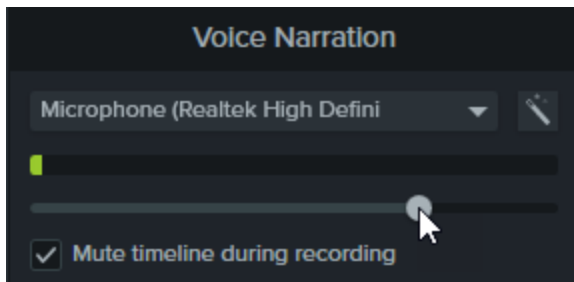 Voice Narration
Microphone (Realtek High Defini
Mute timeline during recording